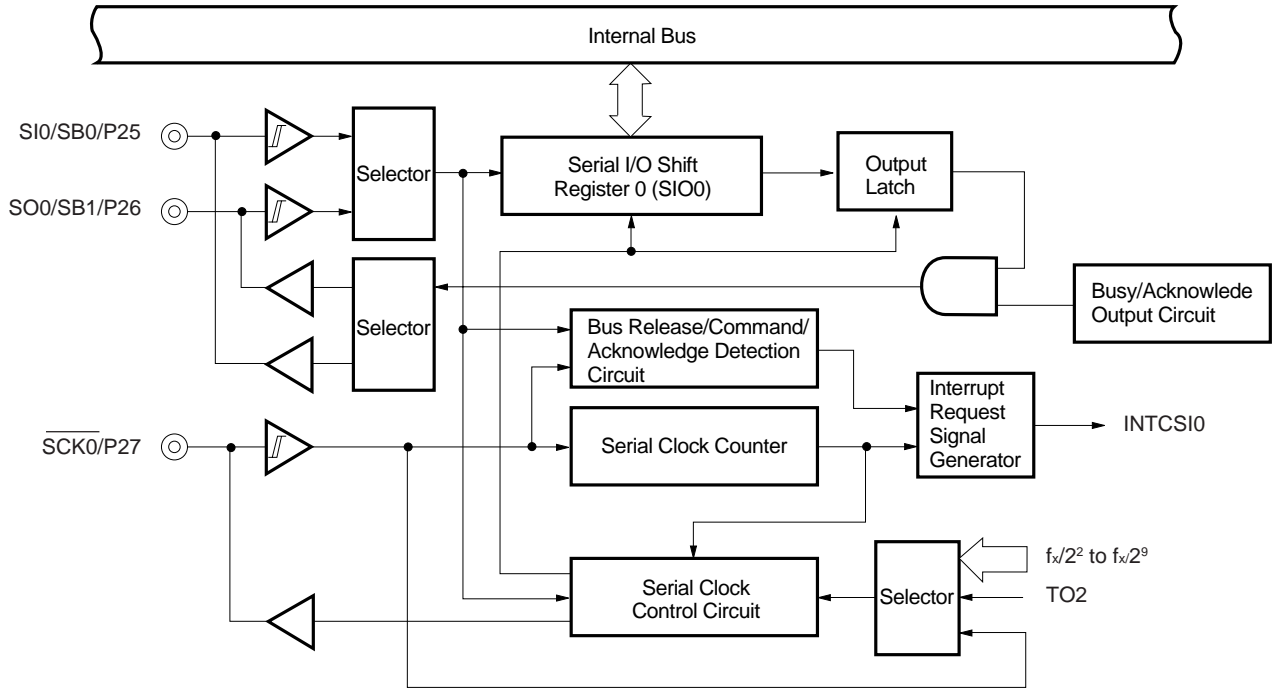 Internal Bus
SI0/SB0/P25
Selector
Serial I/O Shift
Register 0 (SIO0)
Output
Latch
SO0/SB1/P26
Selector
Busy/Acknowlede
Output Circuit
Bus Release/Command/
Acknowledge Detection
Circuit
Interrupt
Request
Signal
Generator
INTCSI0
S̅C̅K̅0̅/P27
Serial Clock Counter
Serial Clock
Control Circuit
Selector
fx/2² to fx/2⁹
TO2